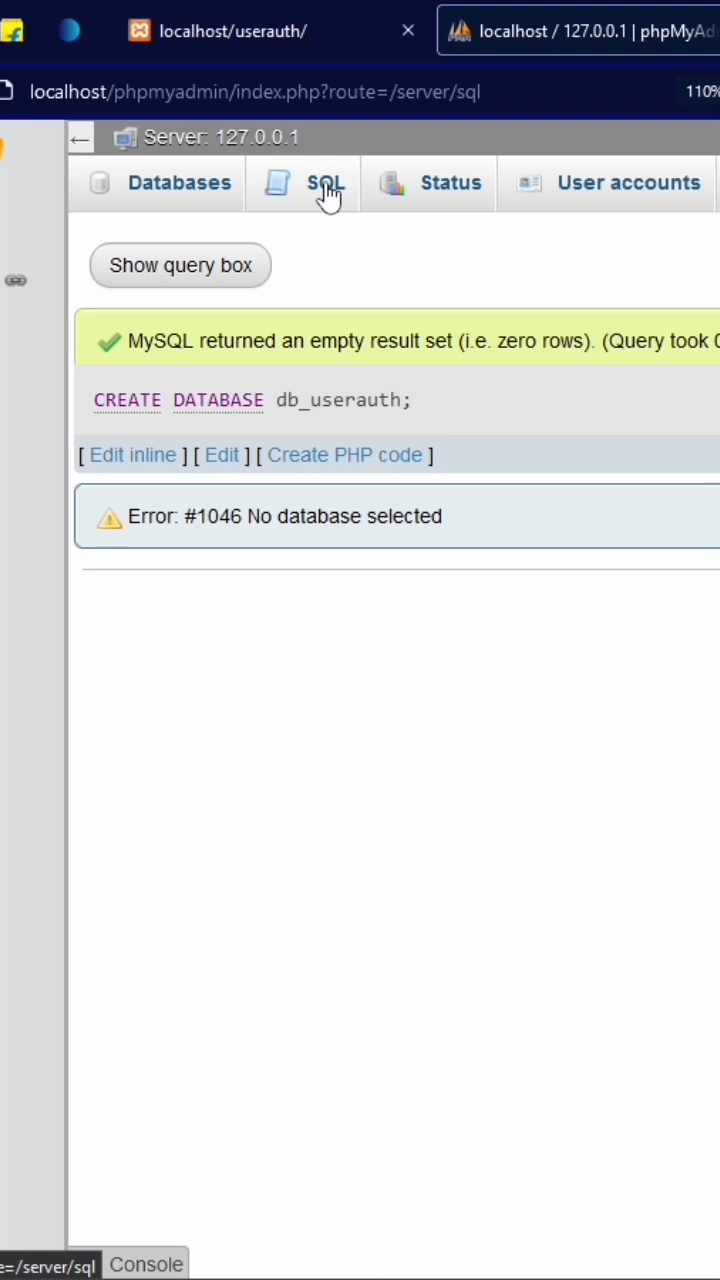 localhost/userauth/
localhost / 127.0.0.1 | phpMyAd
localhost/phpmyadmin/index.php?route=/server/sql
110%
Server: 127.0.0.1
Databases
SQL
Status
User accounts
Show query box
MySQL returned an empty result set (i.e. zero rows). (Query took 0
CREATE DATABASE db_userauth;
[ Edit inline ] [ Edit ] [ Create PHP code ]
Error: #1046 No database selected
e=/server/sql
Console